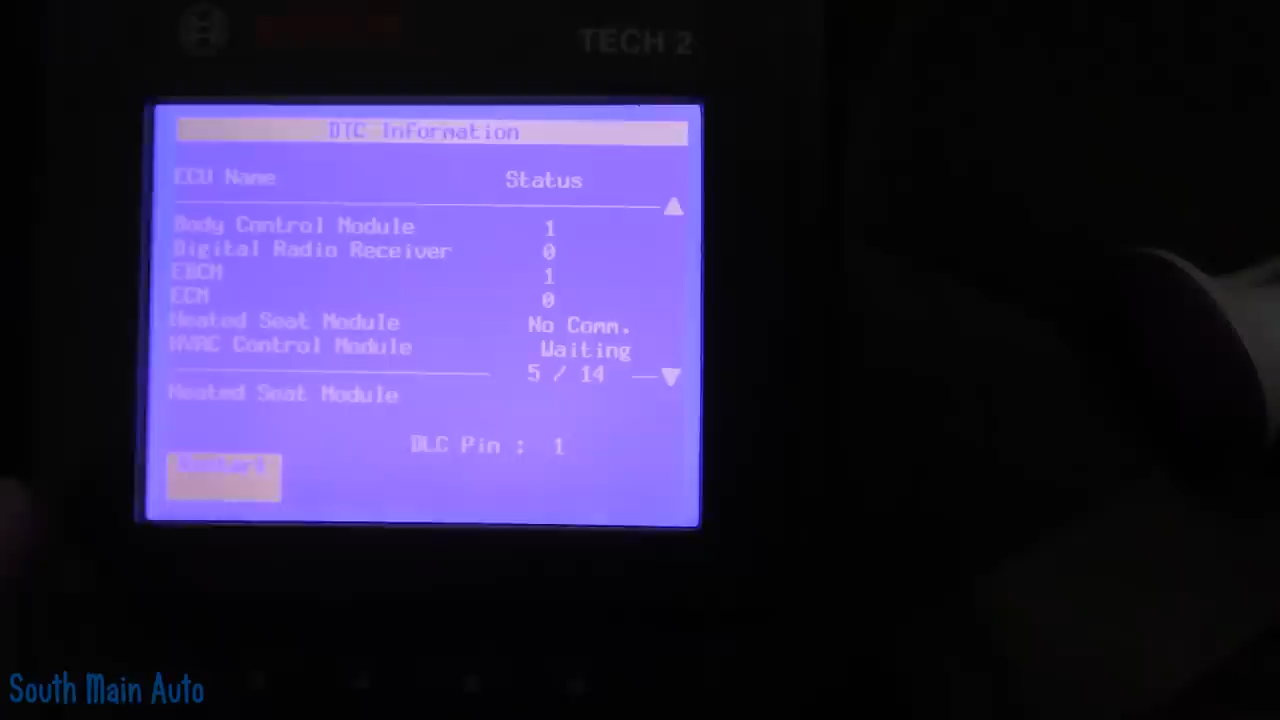 TECH 2
DTC Information
ECU Name Status
Body Control Module 1
Digital Radio Receiver 0
EBCM 1
ECM 0
Heated Seat Module No Comm.
HVAC Control Module Waiting
5 / 14
Heated Seat Module
DLC Pin : 1
Restart
South Main Auto